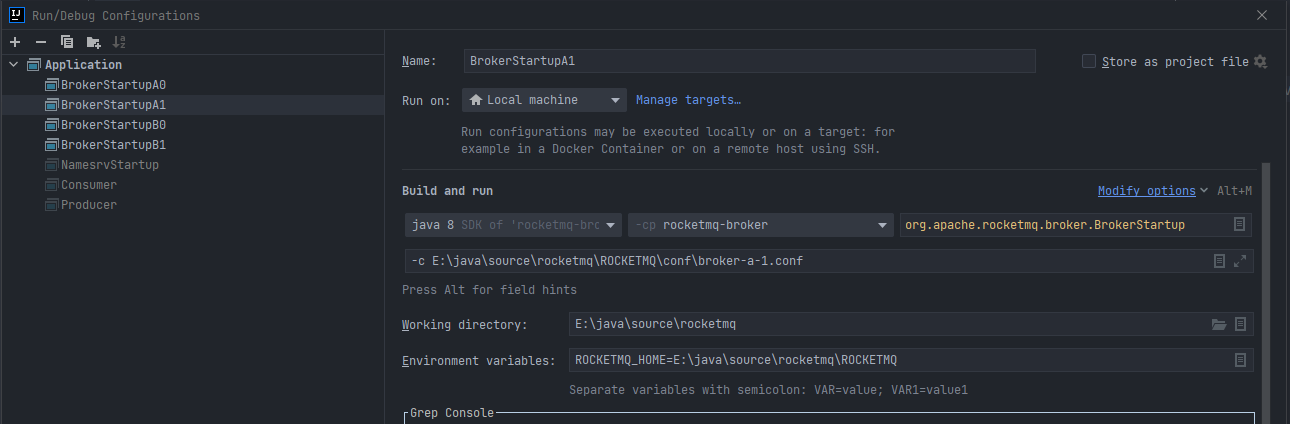 Run/Debug Configurations
Application
BrokerStartupA0
BrokerStartupA1
BrokerStartupB0
BrokerStartupB1
NamesrvStartup
Consumer
Producer
Name: BrokerStartupA1 Store as project file
Run on: Local machine Manage targets…
Run configurations may be executed locally or on a target: for
example in a Docker Container or on a remote host using SSH.
Build and run Modify options Alt+M
java 8 SDK of 'rocketmq-bro -cp rocketmq-broker org.apache.rocketmq.broker.BrokerStartup
-c E:\java\source\rocketmq\ROCKETMQ\conf\broker-a-1.conf
Press Alt for field hints
Working directory: E:\java\source\rocketmq
Environment variables: ROCKETMQ_HOME=E:\java\source\rocketmq\ROCKETMQ
Separate variables with semicolon: VAR=value; VAR1=value1
Grep Console